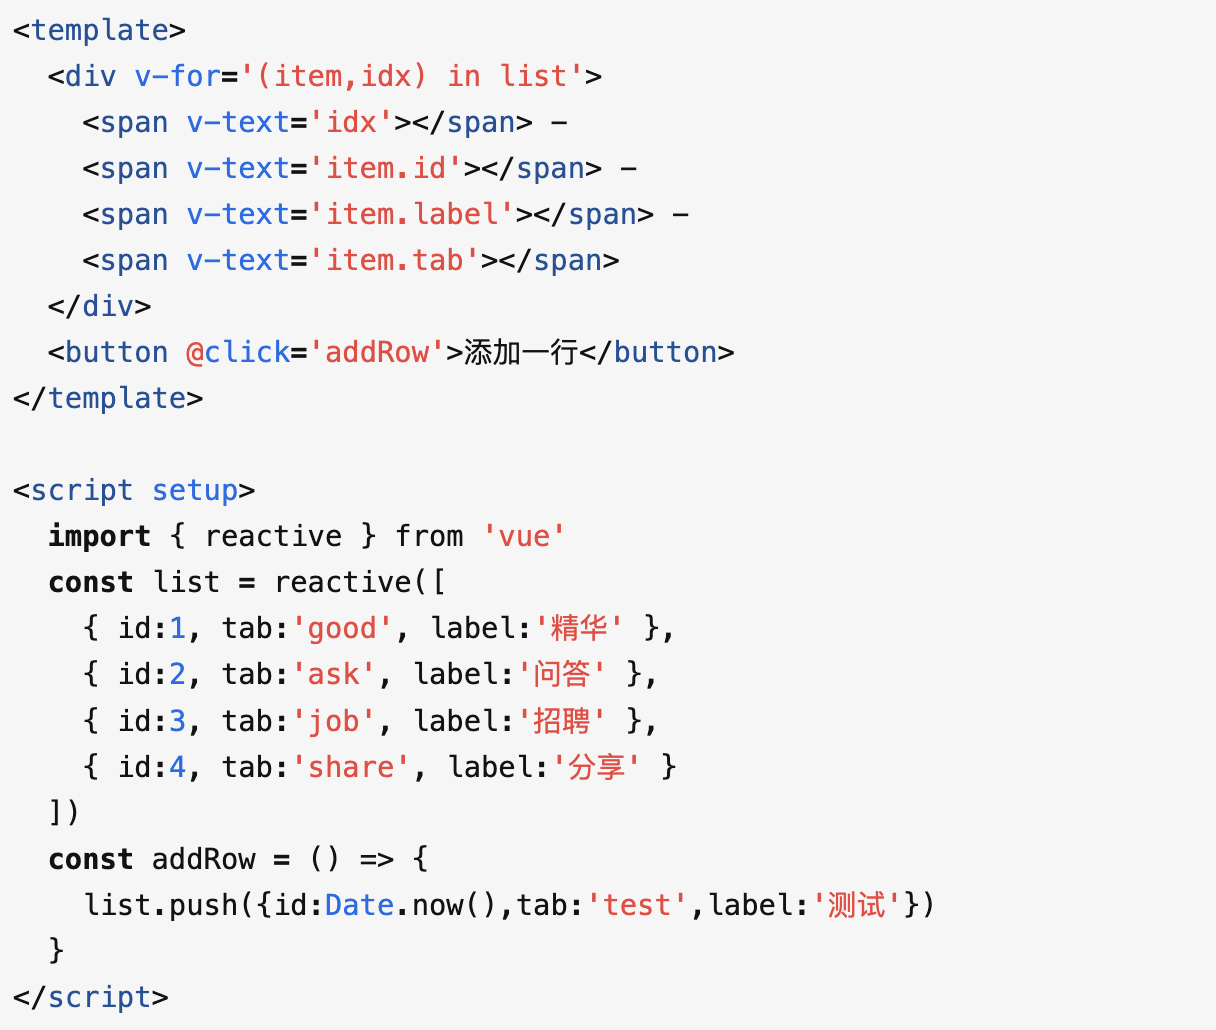 <template>
  <div v-for='(item,idx) in list'>
    <span v-text='idx'></span> -
    <span v-text='item.id'></span> -
    <span v-text='item.label'></span> -
    <span v-text='item.tab'></span>
  </div>
  <button @click='addRow'>添加一行</button>
</template>

<script setup>
  import { reactive } from 'vue'
  const list = reactive([
    { id:1, tab:'good', label:'精华' },
    { id:2, tab:'ask', label:'问答' },
    { id:3, tab:'job', label:'招聘' },
    { id:4, tab:'share', label:'分享' }
  ])
  const addRow = () => {
    list.push({id:Date.now(),tab:'test',label:'测试'})
  }
</script>